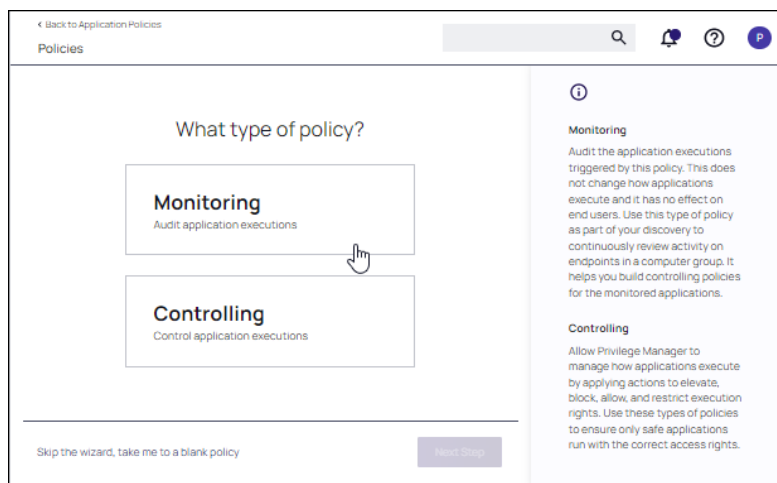 Back to Application Policies
Policies
P
What type of policy?
Monitoring
Audit application executions
Controlling
Control application executions
Skip the wizard, take me to a blank policy
Next Step
Monitoring
Audit the application executions
triggered by this policy. This does
not change how applications
execute and it has no effect on
end users. Use this type of policy
as part of your discovery to
continuously review activity on
endpoints in a computer group. It
helps you build controlling policies
for the monitored applications.
Controlling
Allow Privilege Manager to
manage how applications execute
by applying actions to elevate,
block, allow, and restrict execution
rights. Use these types of policies
to ensure only safe applications
run with the correct access rights.